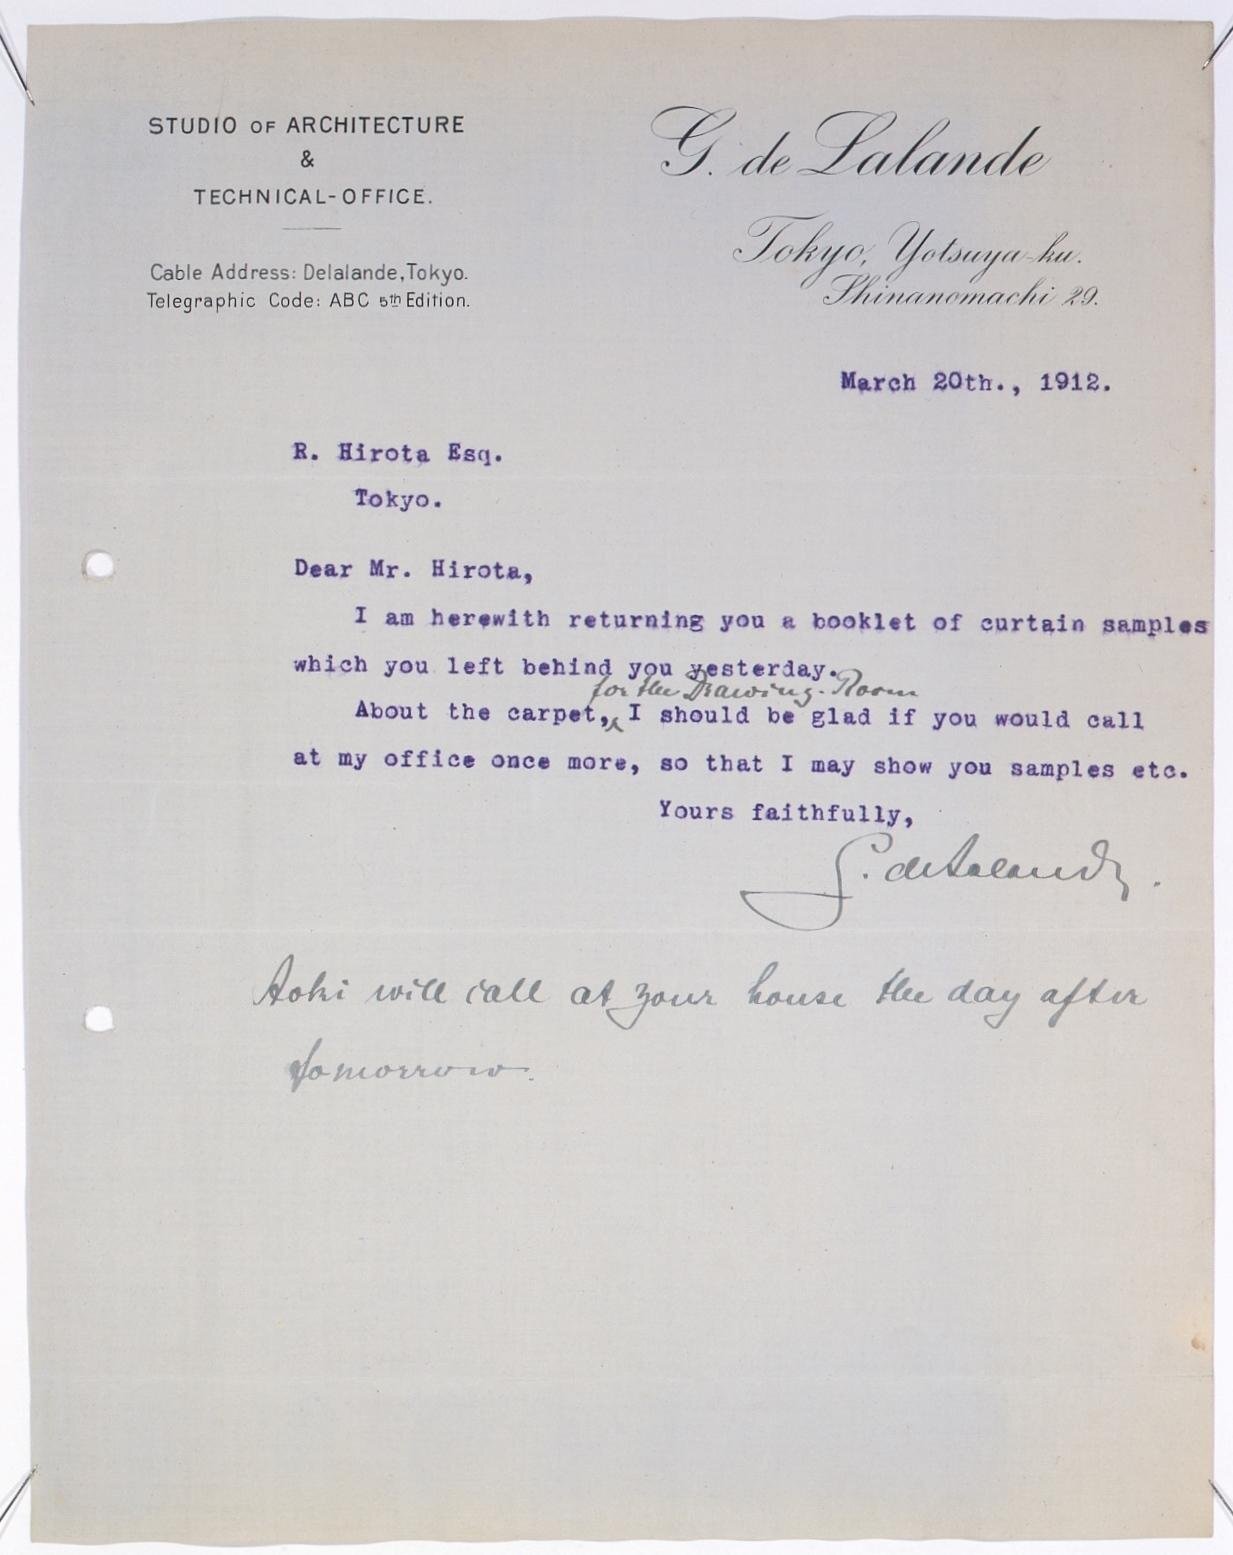 STUDIO OF ARCHITECTURE
&
TECHNICAL-OFFICE.
Cable Address: Delalande, Tokyo.
Telegraphic Code: ABC 5th Edition.
G. de Lalande
Tokyo, Yotsuya-ku.
Shinanomachi 29.
March 20th., 1912.
R. Hirota Esq.
Tokyo.
Dear Mr. Hirota,
I am herewith returning you a booklet of curtain samples
which you left behind you yesterday.
for the Drawing-Room
About the carpet, I should be glad if you would call
at my office once more, so that I may show you samples etc.
Yours faithfully,
G. de Lalande.
Aoki will call at your house the day after
tomorrow.